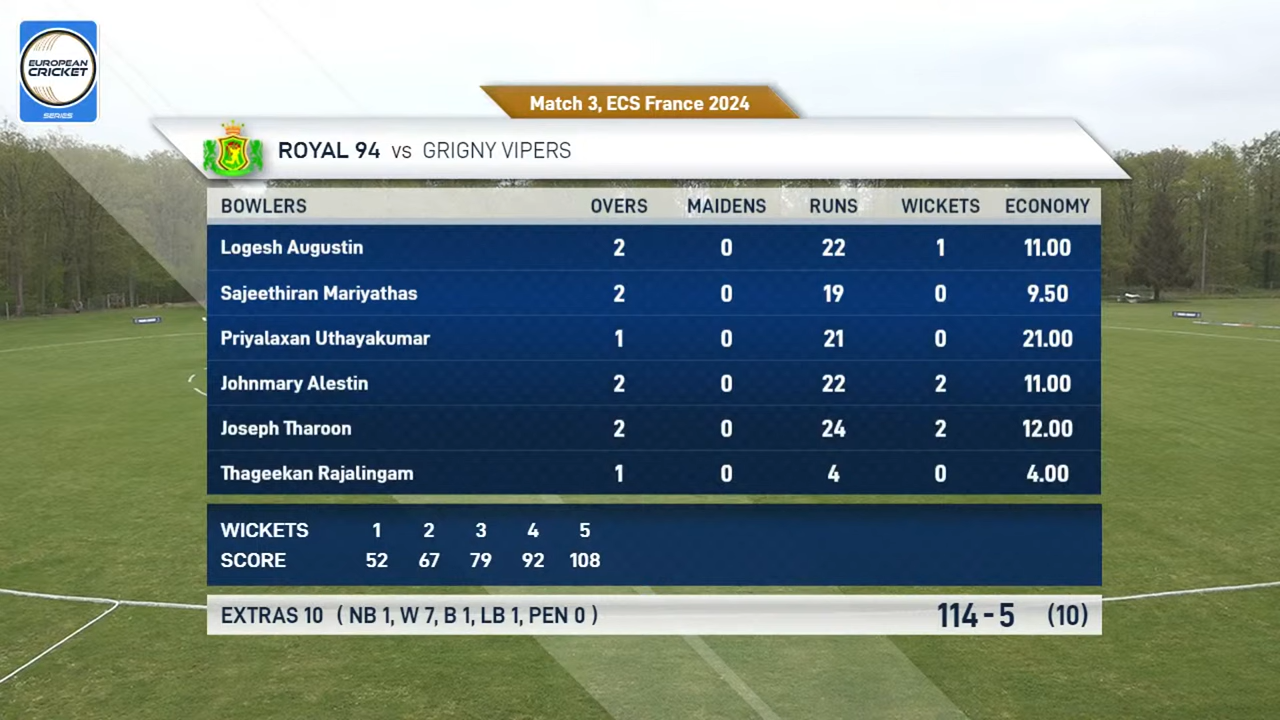 EUROPEAN
CRICKET
SERIES
Match 3, ECS France 2024
ROYAL 94 vs GRIGNY VIPERS
BOWLERS OVERS MAIDENS RUNS WICKETS ECONOMY
Logesh Augustin 2 0 22 1 11.00
Sajeethiran Mariyathas 2 0 19 0 9.50
Priyalaxan Uthayakumar 1 0 21 0 21.00
Johnmary Alestin 2 0 22 2 11.00
Joseph Tharoon 2 0 24 2 12.00
Thageekan Rajalingam 1 0 4 0 4.00
WICKETS 1 2 3 4 5
SCORE 52 67 79 92 108
EXTRAS 10 ( NB 1, W 7, B 1, LB 1, PEN 0 ) 114 - 5 (10)